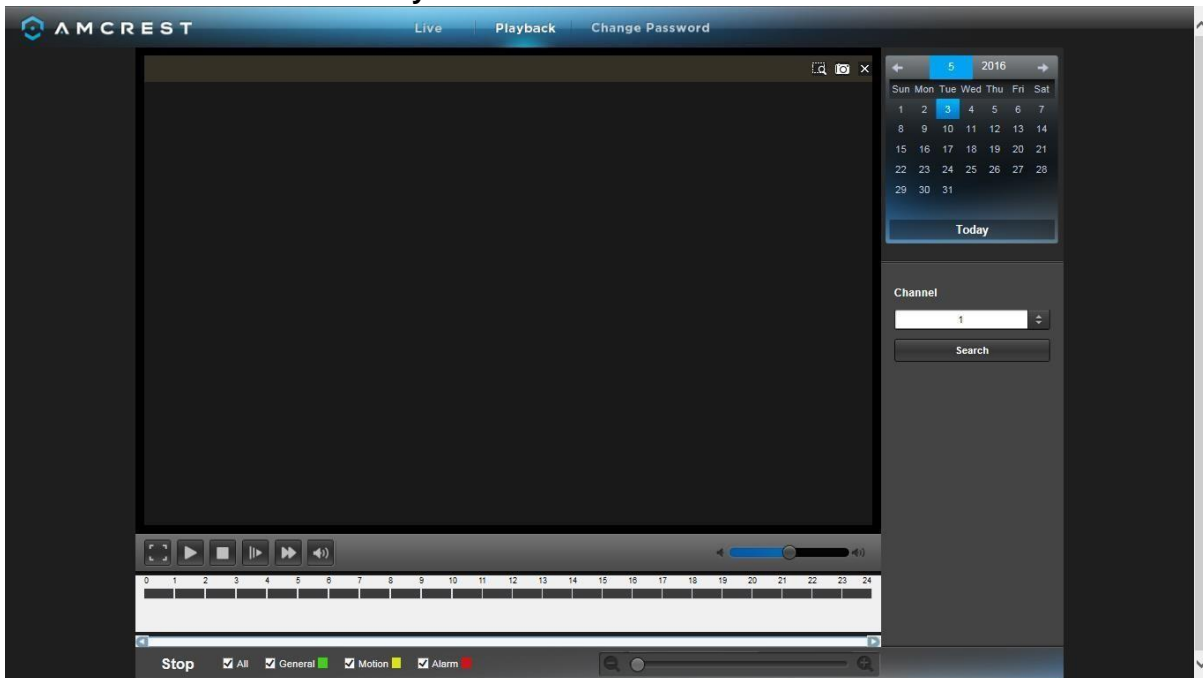 AMCREST
Live Playback Change Password
5 2016
Sun Mon Tue Wed Thu Fri Sat
1 2 3 4 5 6 7
8 9 10 11 12 13 14
15 16 17 18 19 20 21
22 23 24 25 26 27 28
29 30 31
Today
Channel
1
Search
0 1 2 3 4 5 6 7 8 9 10 11 12 13 14 15 16 17 18 19 20 21 22 23 24
Stop All General Motion Alarm